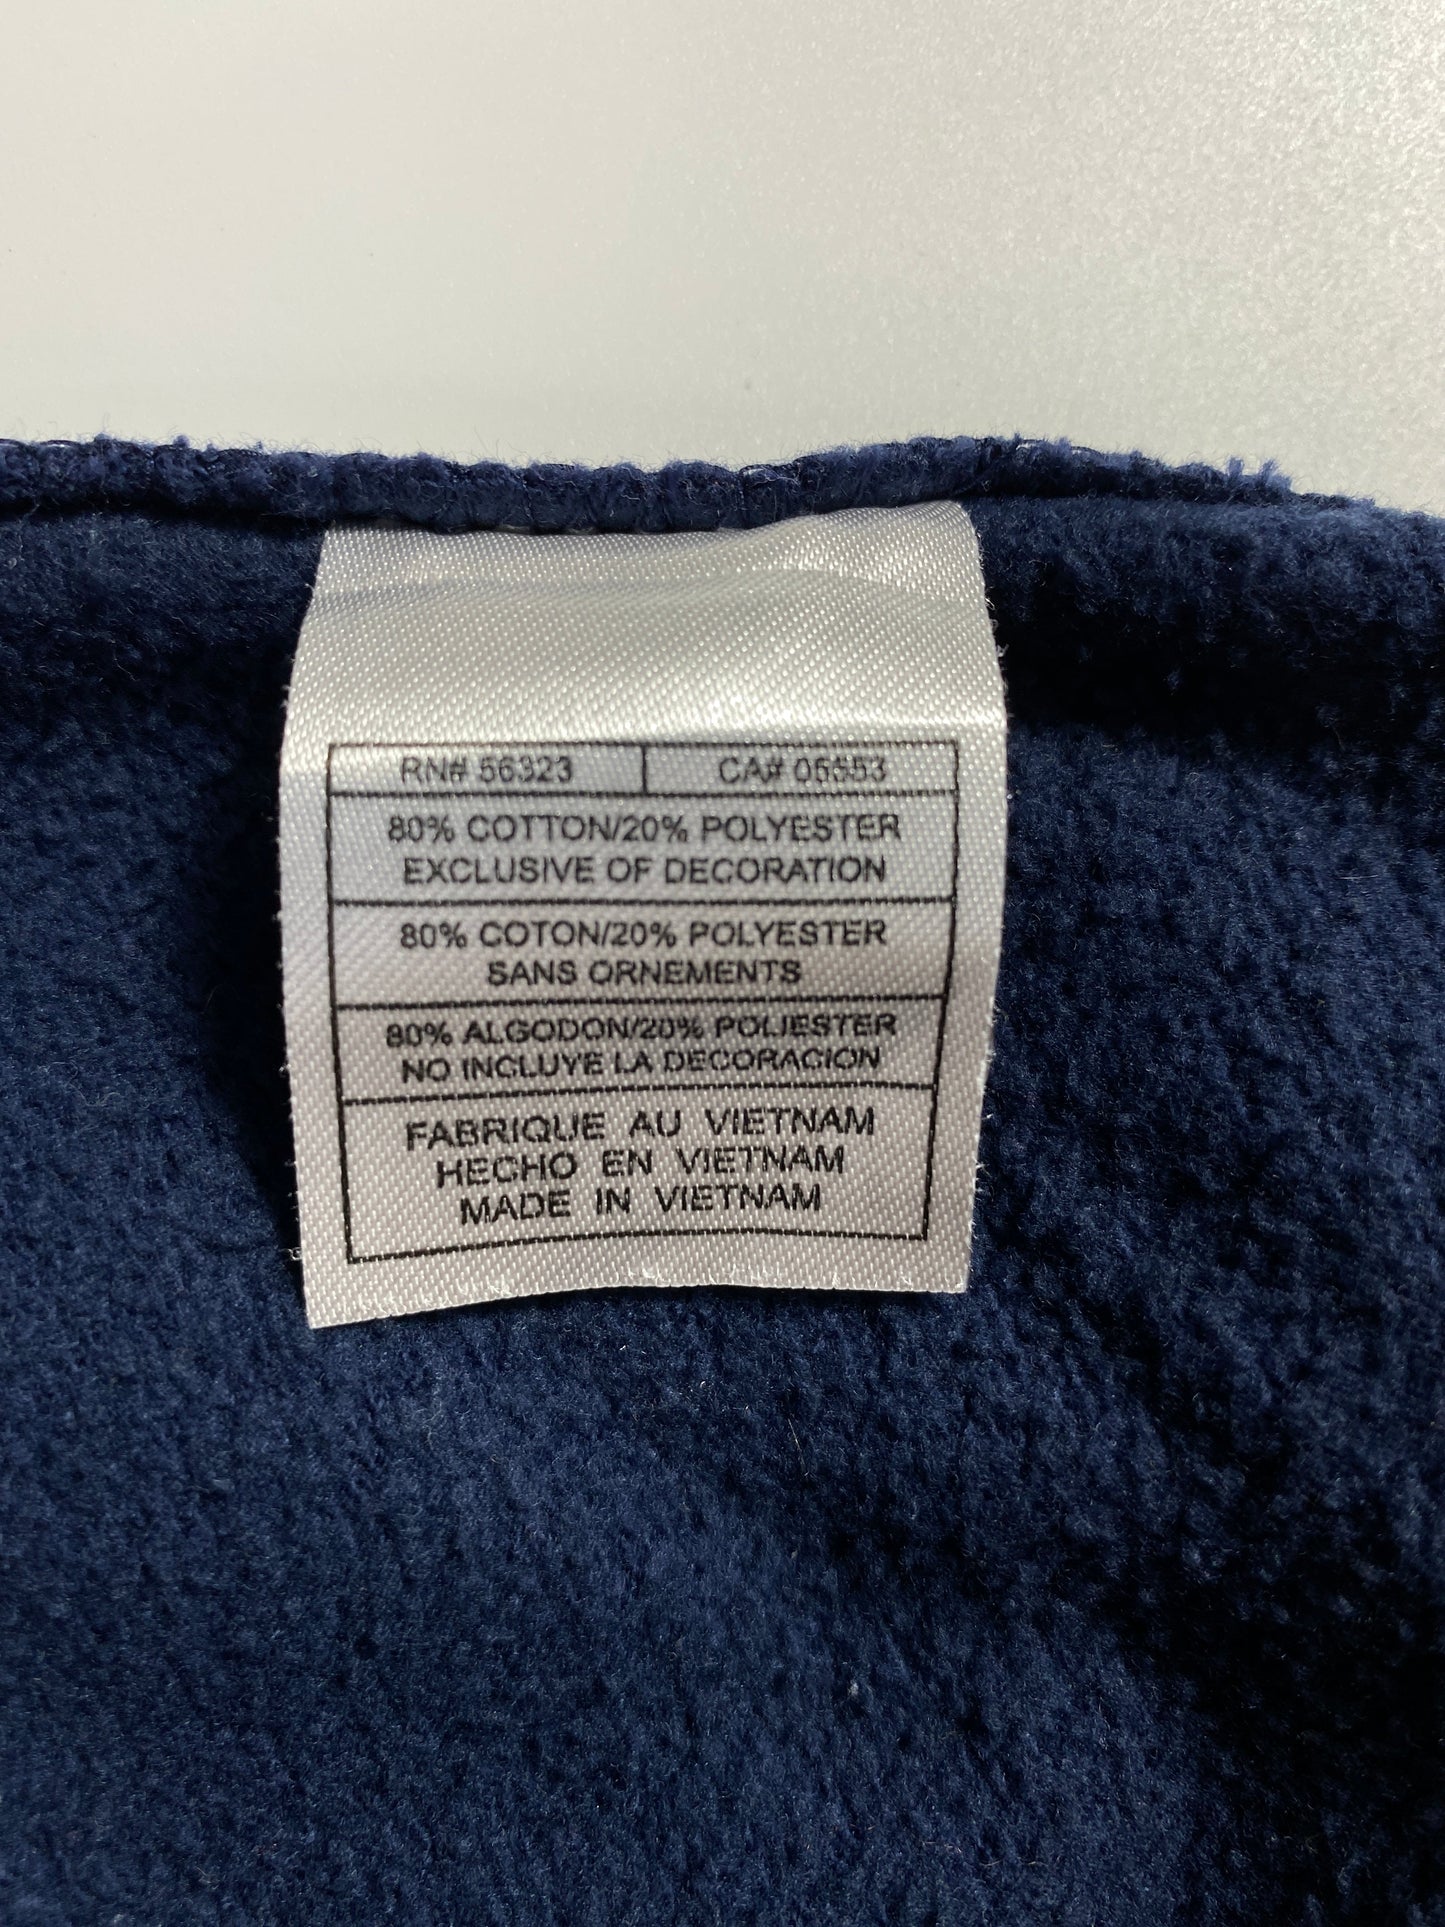 RN# 56323 CA# 05553
80% COTTON/20% POLYESTER
EXCLUSIVE OF DECORATION
80% COTON/20% POLYESTER
SANS ORNEMENTS
80% ALGODON/20% POLIESTER
NO INCLUYE LA DECORACION
FABRIQUE AU VIETNAM
HECHO EN VIETNAM
MADE IN VIETNAM